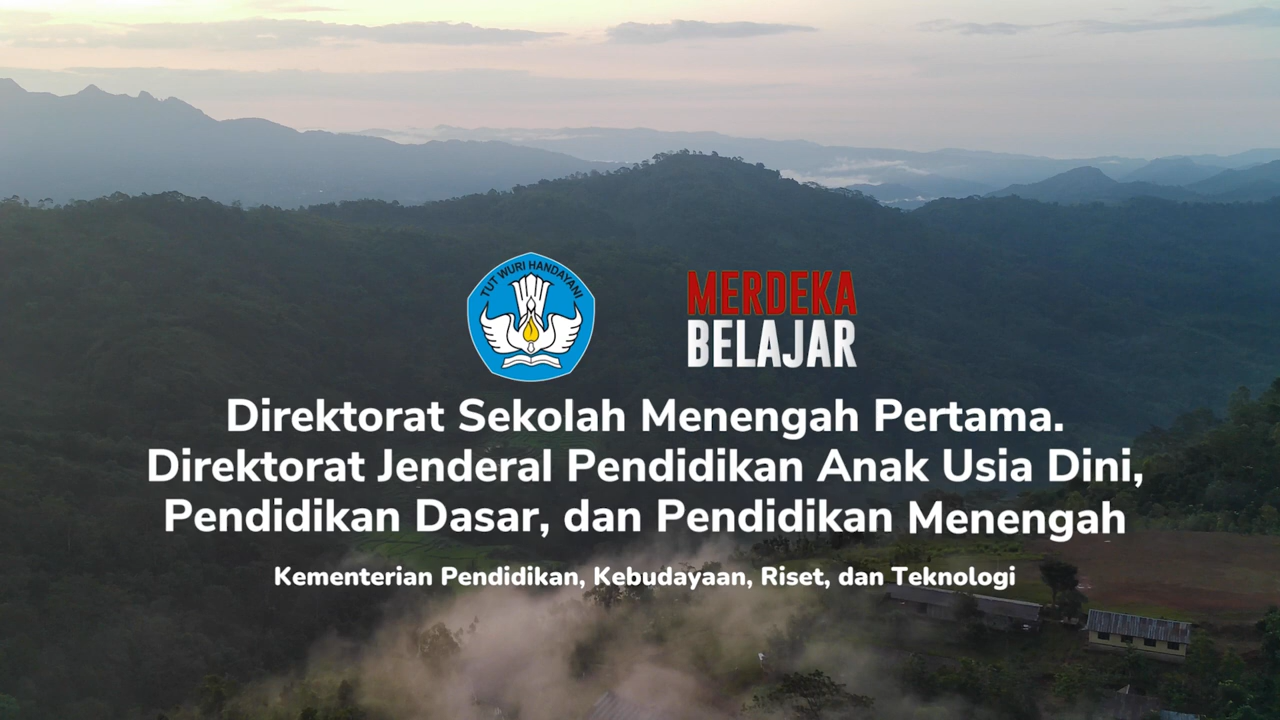 TUT WURI HANDAYANI
MERDEKA
BELAJAR
Direktorat Sekolah Menengah Pertama.
Direktorat Jenderal Pendidikan Anak Usia Dini,
Pendidikan Dasar, dan Pendidikan Menengah
Kementerian Pendidikan, Kebudayaan, Riset, dan Teknologi